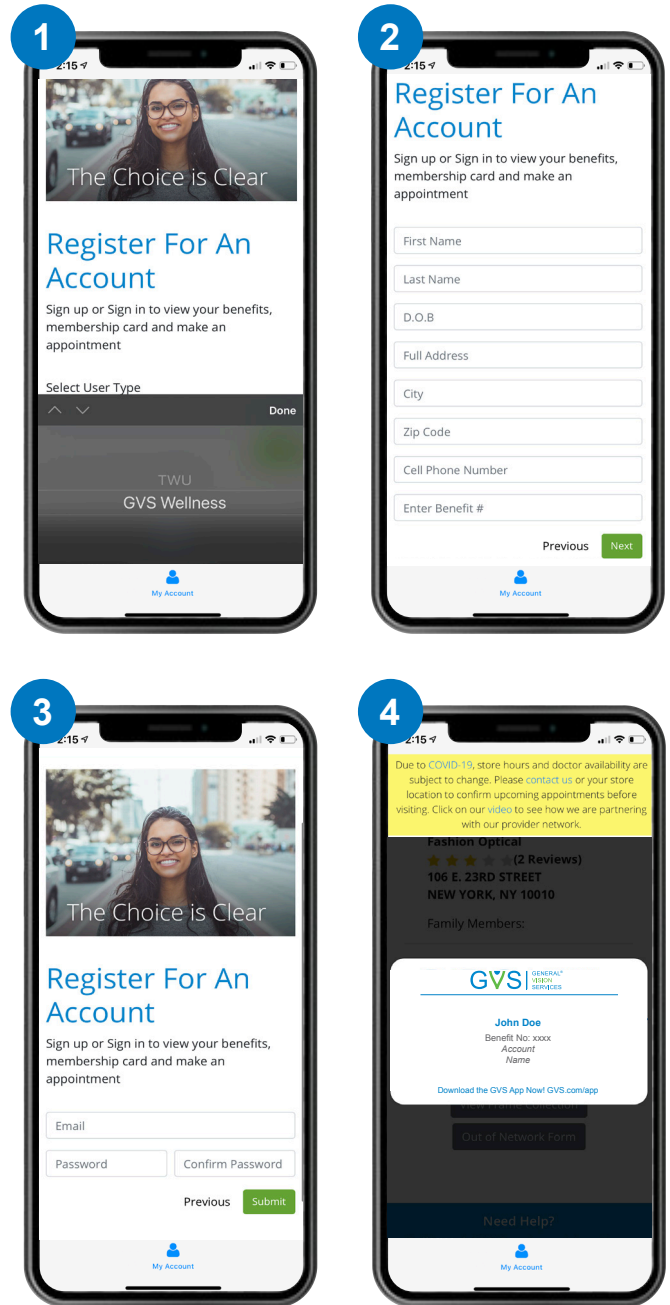 1
2:15
The Choice is Clear
Register For An
Account
Sign up or Sign in to view your benefits,
membership card and make an
appointment
Select User Type
Done
TWU
GVS Wellness
My Account
2
2:15
Register For An
Account
Sign up or Sign in to view your benefits,
membership card and make an
appointment
First Name
Last Name
D.O.B
Full Address
City
Zip Code
Cell Phone Number
Enter Benefit #
Previous Next
My Account
3
2:15
The Choice is Clear
Register For An
Account
Sign up or Sign in to view your benefits,
membership card and make an
appointment
Email
Password Confirm Password
Previous Submit
My Account
4
2:15
Due to COVID-19, store hours and doctor availability are
subject to change. Please contact us or your store
location to confirm upcoming appointments before
visiting. Click on our video to see how we are partnering
with our provider network.
Fashion Optical
(2 Reviews)
106 E. 23RD STREET
NEW YORK, NY 10010
Family Members:
GVS GENERAL
VISION
SERVICES
John Doe
Benefit No: xxxx
Account
Name
Download the GVS App Now! GVS.com/app
View Frame Collection
Out of Network Form
Need Help?
My Account